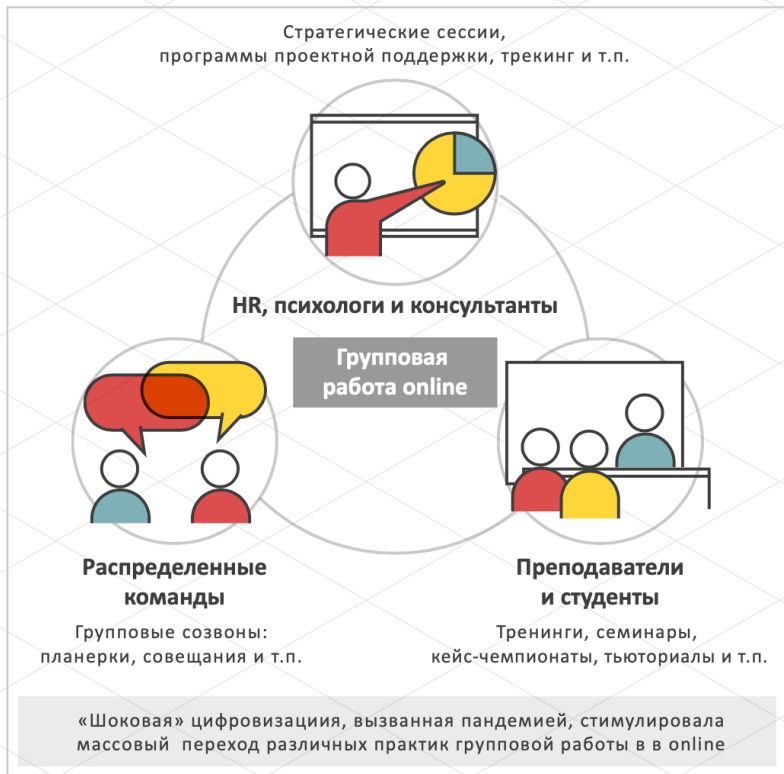 Стратегические сессии,
программы проектной поддержки, трекинг и т.п.
HR, психологи и консультанты
Групповая
работа online
Распределенные
команды
Групповые созвоны:
планерки, совещания и т.п.
Преподаватели
и студенты
Тренинги, семинары,
кейс-чемпионаты, тьюториалы и т.п.
«Шоковая» цифровизациия, вызванная пандемией, стимулировала
массовый переход различных практик групповой работы в в online